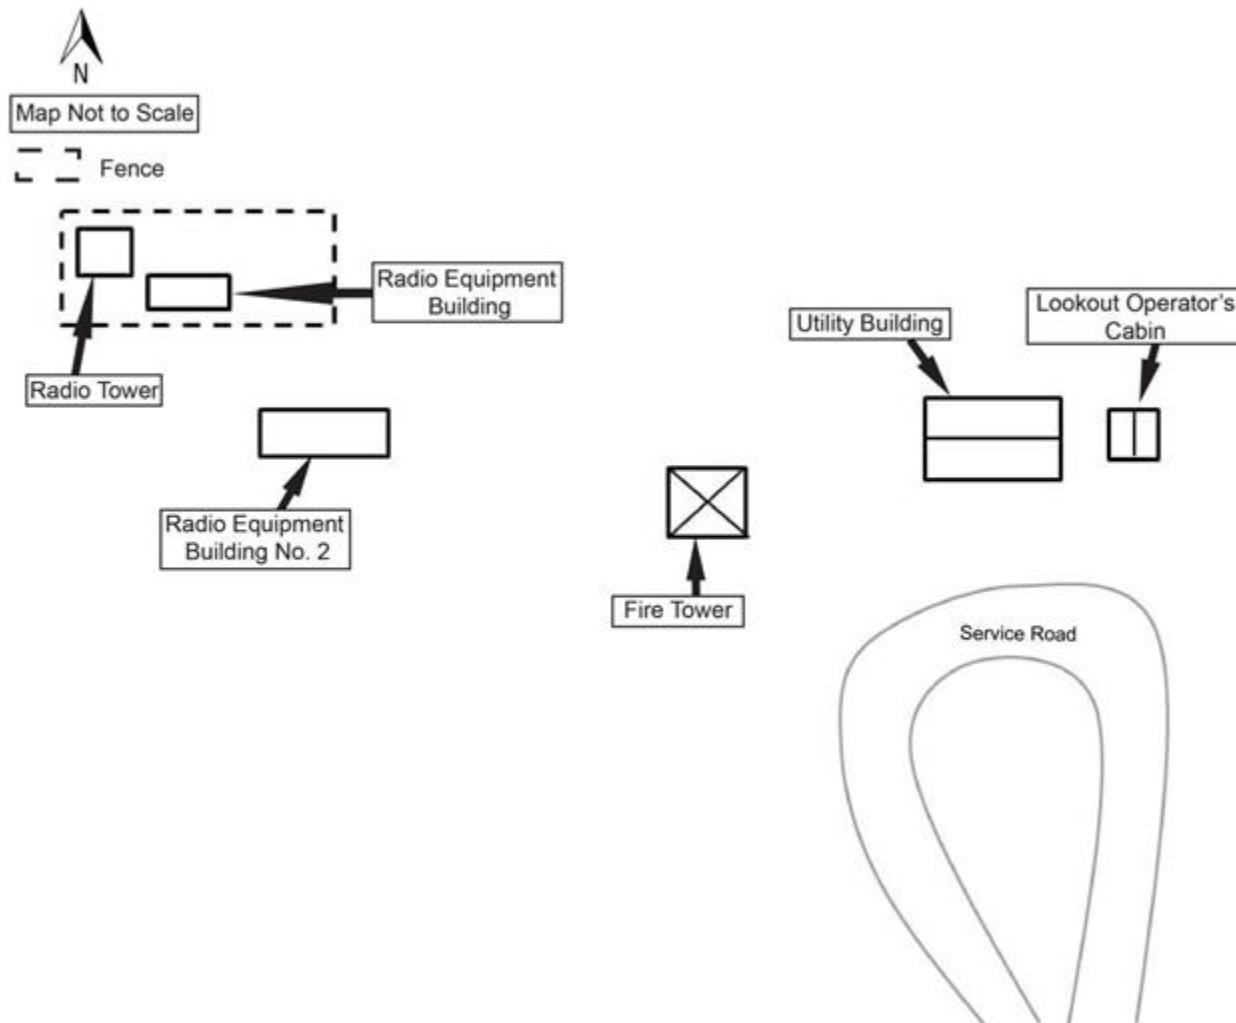 N
Map Not to Scale
Fence
Radio Equipment
Building
Radio Tower
Radio Equipment
Building No. 2
Utility Building
Lookout Operator's
Cabin
Fire Tower
Service Road